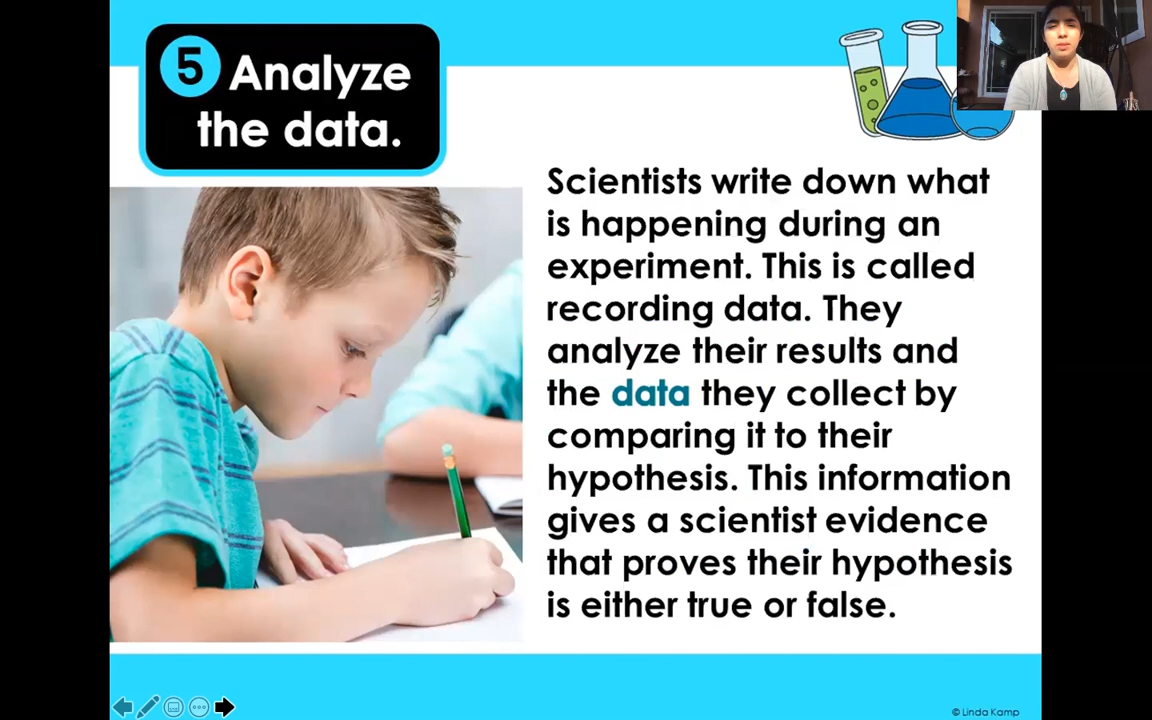 5 Analyze
the data.
Scientists write down what
is happening during an
experiment. This is called
recording data. They
analyze their results and
the data they collect by
comparing it to their
hypothesis. This information
gives a scientist evidence
that proves their hypothesis
is either true or false.
© Linda Kamp